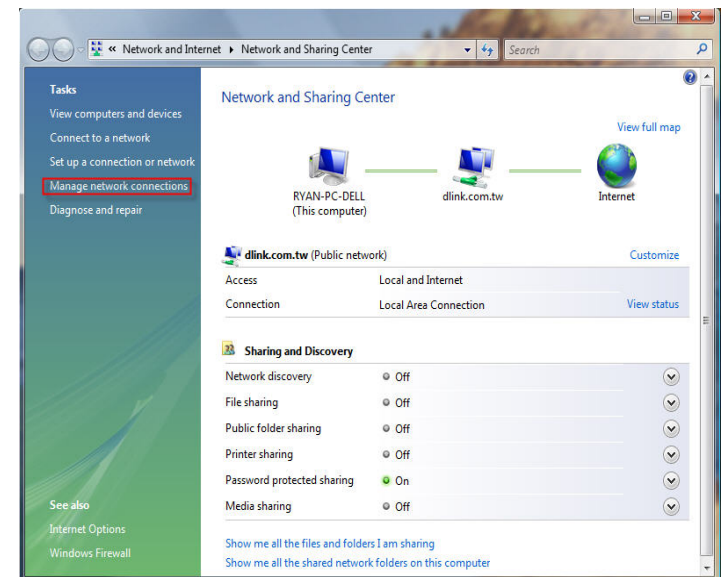 « Network and Internet ▸ Network and Sharing Center
Search
Tasks
View computers and devices
Connect to a network
Set up a connection or network
Manage network connections
Diagnose and repair
See also
Internet Options
Windows Firewall
Network and Sharing Center
View full map
RYAN-PC-DELL
(This computer)
dlink.com.tw
Internet
dlink.com.tw (Public network)
Customize
Access Local and Internet
Connection Local Area Connection View status
Sharing and Discovery
Network discovery Off
File sharing Off
Public folder sharing Off
Printer sharing Off
Password protected sharing On
Media sharing Off
Show me all the files and folders I am sharing
Show me all the shared network folders on this computer